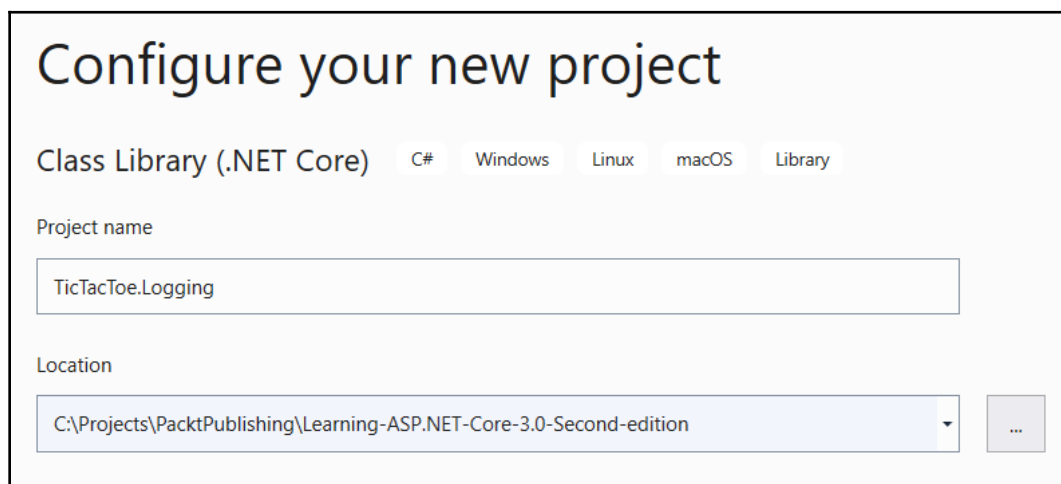 Configure your new project
Class Library (.NET Core) C# Windows Linux macOS Library
Project name
TicTacToe.Logging
Location
C:\Projects\PacktPublishing\Learning-ASP.NET-Core-3.0-Second-edition
...